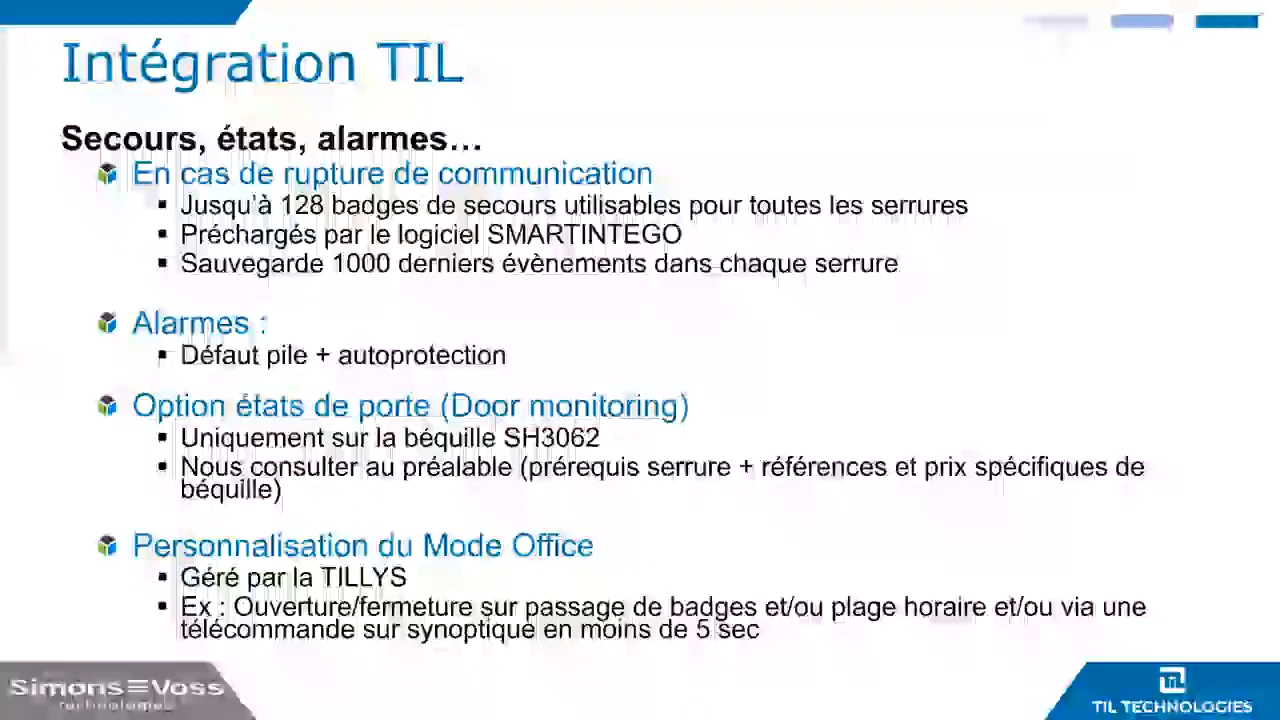 Intégration TIL
Secours, états, alarmes…
En cas de rupture de communication
▪ Jusqu'à 128 badges de secours utilisables pour toutes les serrures
▪ Préchargés par le logiciel SMARTINTEGO
▪ Sauvegarde 1000 derniers évènements dans chaque serrure
Alarmes :
▪ Défaut pile + autoprotection
Option états de porte (Door monitoring)
▪ Uniquement sur la béquille SH3062
▪ Nous consulter au préalable (prérequis serrure + références et prix spécifiques de
béquille)
Personnalisation du Mode Office
▪ Géré par la TILLYS
▪ Ex : Ouverture/fermeture sur passage de badges et/ou plage horaire et/ou via une
télécommande sur synoptique en moins de 5 sec
Simons Voss
technologies
TIL TECHNOLOGIES